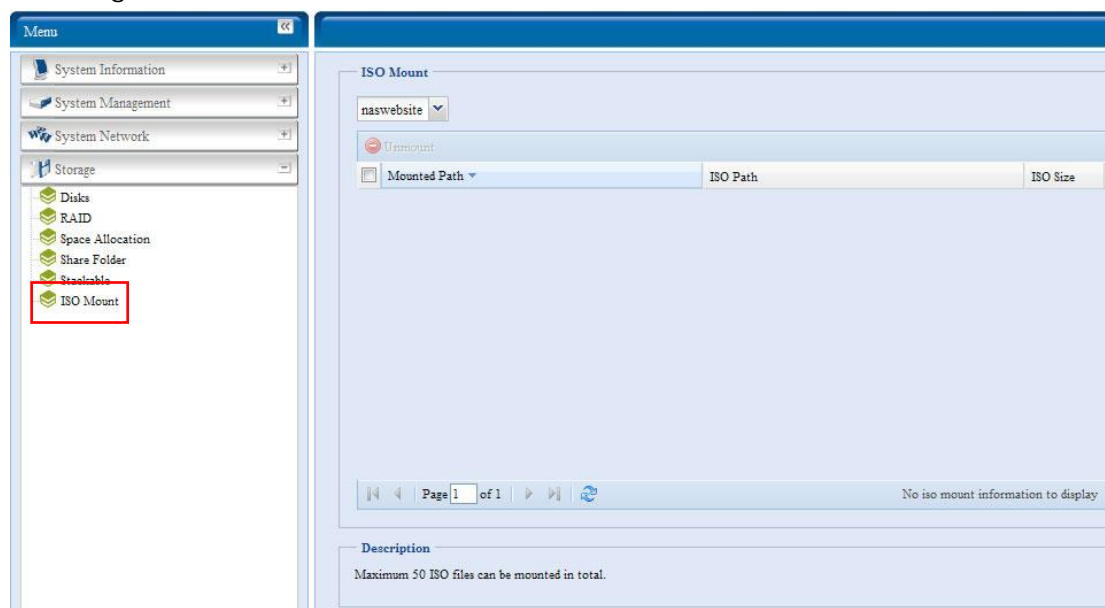 Menu
System Information
System Management
System Network
Storage
Disks
RAID
Space Allocation
Share Folder
Stackable
ISO Mount
ISO Mount
naswebsite
Unmount
Mounted Path ISO Path ISO Size
Page 1 of 1 No iso mount information to display
Description
Maximum 50 ISO files can be mounted in total.